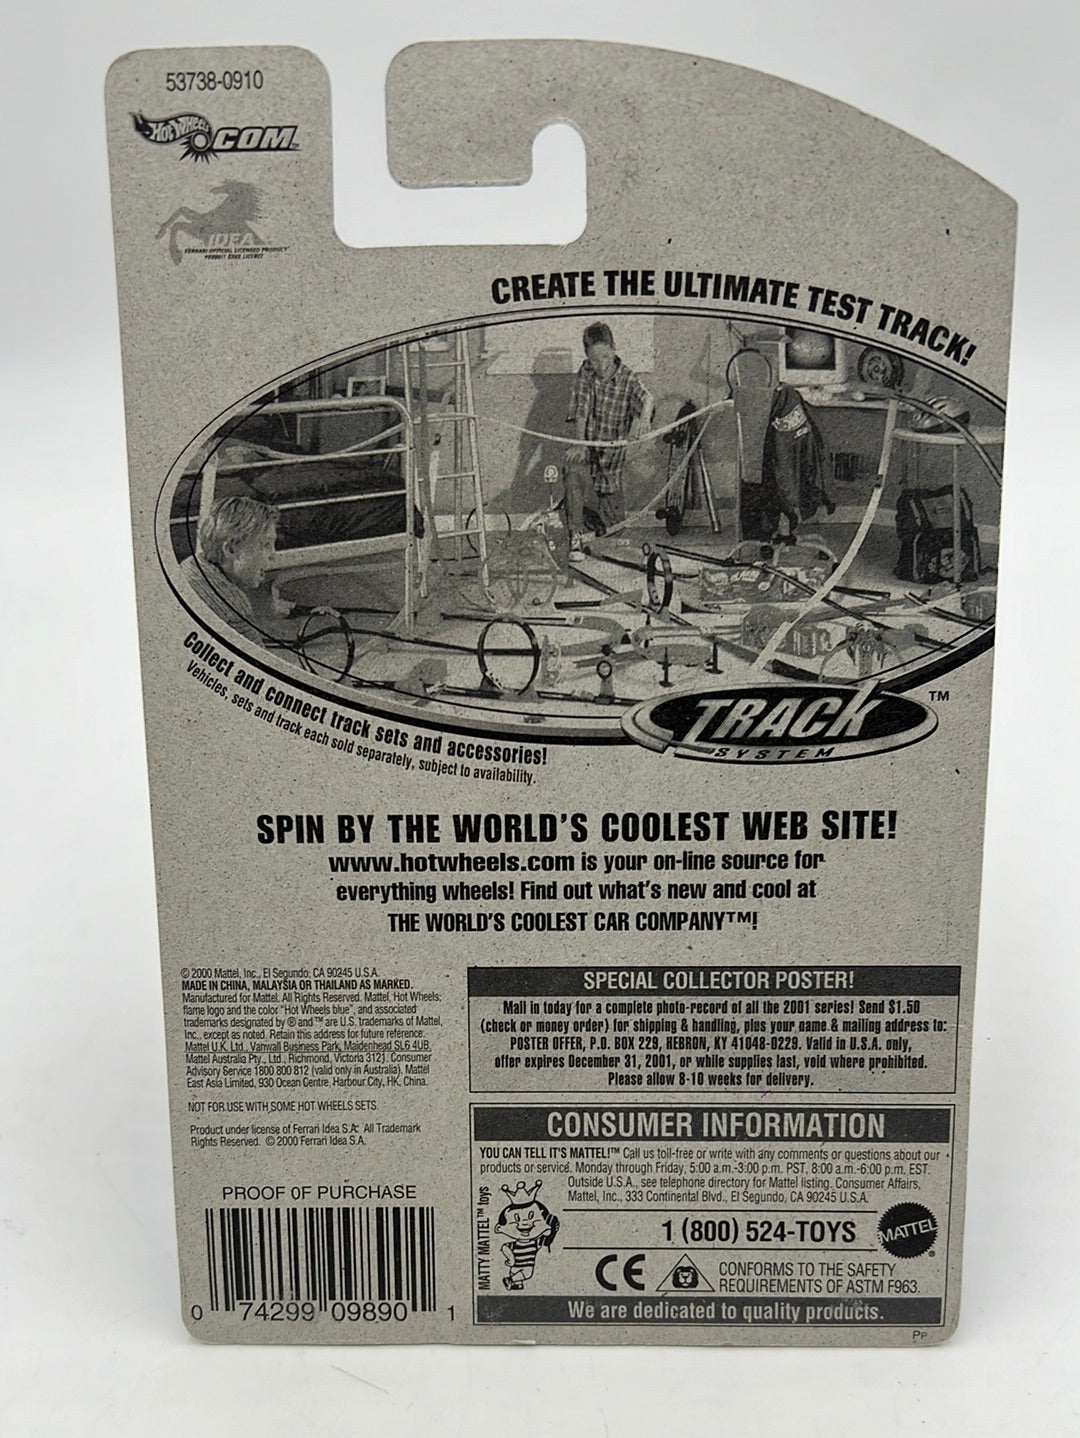 53738-0910
HOT WHEELS.COM™
IDEA
FERRARI OFFICIAL LICENSED PRODUCT
CREATE THE ULTIMATE TEST TRACK!
Collect and connect track sets and accessories!
Vehicles, sets and track each sold separately, subject to availability.
TRACK™
SYSTEM
SPIN BY THE WORLD'S COOLEST WEB SITE!
www.hotwheels.com is your on-line source for
everything wheels! Find out what's new and cool at
THE WORLD'S COOLEST CAR COMPANY™!
© 2000 Mattel, Inc., El Segundo, CA 90245 U.S.A.
MADE IN CHINA, MALAYSIA OR THAILAND AS MARKED.
Manufactured for Mattel. All Rights Reserved. Mattel, Hot Wheels,
flame logo and the color "Hot Wheels blue", and associated
trademarks designated by ® and ™ are U.S. trademarks of Mattel,
Inc., except as noted. Retain this address for future reference:
Mattel U.K. Ltd., Vanwall Business Park, Maidenhead SL6 4UB.
Mattel Australia Pty., Ltd., Richmond, Victoria 3121. Consumer
Advisory Service 1800 800 812 (valid only in Australia). Mattel
East Asia Limited, 930 Ocean Centre, Harbour City, HK, China.
NOT FOR USE WITH SOME HOT WHEELS SETS.
Product under license of Ferrari Idea S.A. All Trademark
Rights Reserved. © 2000 Ferrari Idea S.A.
PROOF OF PURCHASE
0 74299 09890 1
SPECIAL COLLECTOR POSTER!
Mail in today for a complete photo-record of all the 2001 series! Send $1.50
(check or money order) for shipping & handling, plus your name & mailing address to:
POSTER OFFER, P.O. BOX 229, HEBRON, KY 41048-0229. Valid in U.S.A. only,
offer expires December 31, 2001, or while supplies last, void where prohibited.
Please allow 8-10 weeks for delivery.
CONSUMER INFORMATION
YOU CAN TELL IT'S MATTEL!™ Call us toll-free or write with any comments or questions about our
products or service. Monday through Friday, 5:00 a.m.-3:00 p.m. PST, 8:00 a.m.-6:00 p.m. EST.
Outside U.S.A., see telephone directory for Mattel listing. Consumer Affairs,
Mattel, Inc., 333 Continental Blvd., El Segundo, CA 90245 U.S.A.
MATTY MATTEL™ toys
1 (800) 524-TOYS
MATTEL®
CE
CONFORMS TO THE SAFETY
REQUIREMENTS OF ASTM F963.
We are dedicated to quality products.
PP